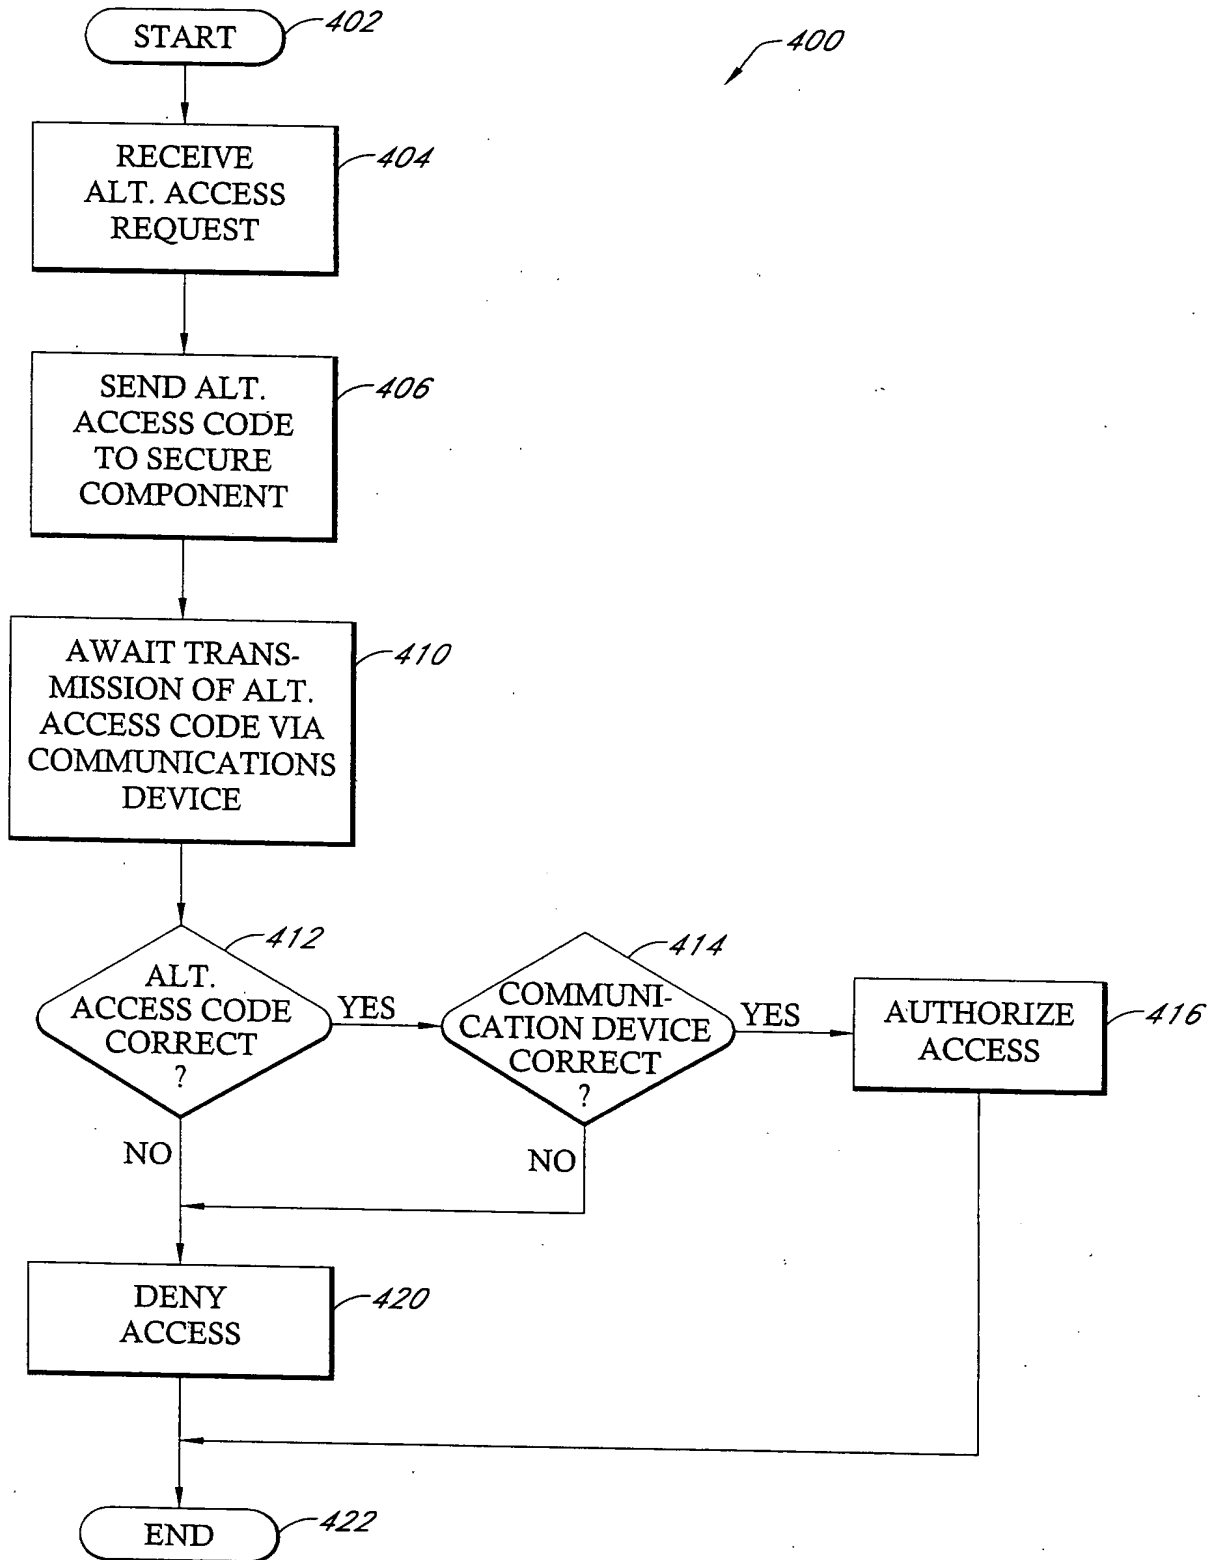 START
402
400
RECEIVE
ALT. ACCESS
REQUEST
404
SEND ALT.
ACCESS CODE
TO SECURE
COMPONENT
406
AWAIT TRANS-
MISSION OF ALT.
ACCESS CODE VIA
COMMUNICATIONS
DEVICE
410
ALT.
ACCESS CODE
CORRECT
?
412
YES
COMMUNI-
CATION DEVICE
CORRECT
?
414
YES
AUTHORIZE
ACCESS
416
NO
NO
DENY
ACCESS
420
END
422